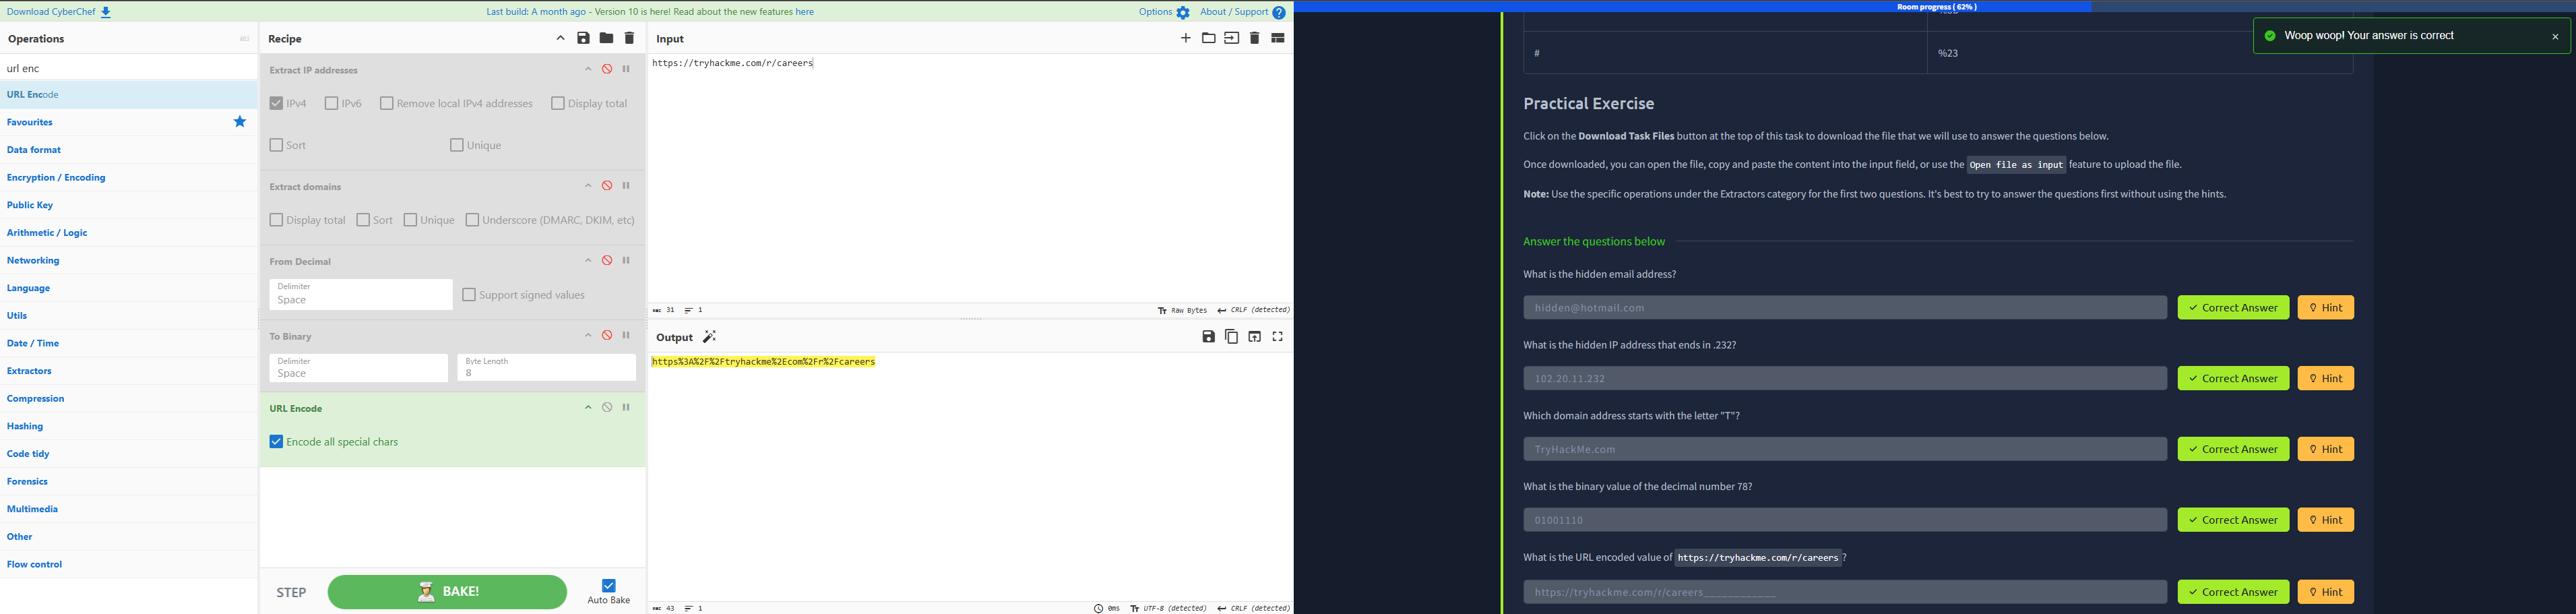 Download CyberChef
Last build: A month ago - Version 10 is here! Read about the new features here
Options
About / Support
Operations
url enc
URL Encode
Favourites
Data format
Encryption / Encoding
Public Key
Arithmetic / Logic
Networking
Language
Utils
Date / Time
Extractors
Compression
Hashing
Code tidy
Forensics
Multimedia
Other
Flow control
Recipe
Extract IP addresses
IPv4 IPv6 Remove local IPv4 addresses Display total
Sort Unique
Extract domains
Display total Sort Unique Underscore (DMARC, DKIM, etc)
From Decimal
Delimiter
Space
Support signed values
To Binary
Delimiter
Space
Byte Length
8
URL Encode
Encode all special chars
STEP
BAKE!
Auto Bake
Input
https://tryhackme.com/r/careers
31 1
Raw Bytes CRLF (detected)
Output
https%3A%2F%2Ftryhackme%2Ecom%2Fr%2Fcareers
43 1
0ms UTF-8 (detected) CRLF (detected)
Room progress ( 62% )
Woop woop! Your answer is correct
# %23
Practical Exercise
Click on the Download Task Files button at the top of this task to download the file that we will use to answer the questions below.
Once downloaded, you can open the file, copy and paste the content into the input field, or use the Open file as input feature to upload the file.
Note: Use the specific operations under the Extractors category for the first two questions. It's best to try to answer the questions first without using the hints.
Answer the questions below
What is the hidden email address?
hidden@hotmail.com
Correct Answer
Hint
What is the hidden IP address that ends in .232?
102.20.11.232
Correct Answer
Hint
Which domain address starts with the letter "T"?
TryHackMe.com
Correct Answer
Hint
What is the binary value of the decimal number 78?
01001110
Correct Answer
Hint
What is the URL encoded value of https://tryhackme.com/r/careers ?
https://tryhackme.com/r/careers____________
Correct Answer
Hint